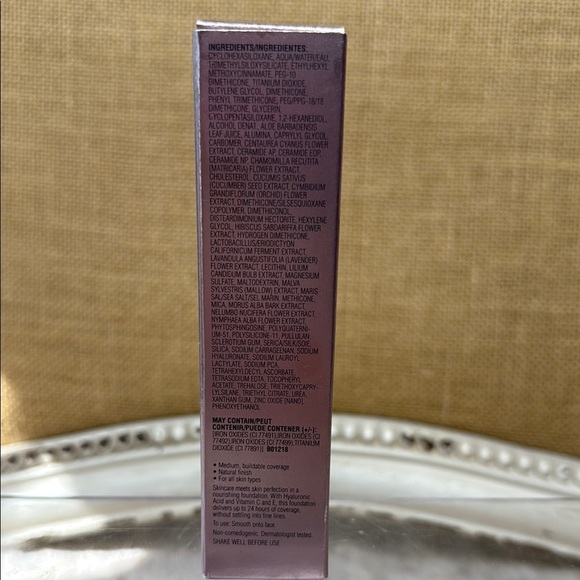 INGREDIENTS/INGREDIENTES:
CYCLOHEXASILOXANE, AQUA/WATER/EAU,
TRIMETHYLSILOXYSILICATE, ETHYLHEXYL
METHOXYCINNAMATE, PEG-10
DIMETHICONE, TITANIUM DIOXIDE,
BUTYLENE GLYCOL, DIMETHICONE,
PHENYL TRIMETHICONE, PEG/PPG-18/18
DIMETHICONE, GLYCERIN,
CYCLOPENTASILOXANE, 1,2-HEXANEDIOL,
ALCOHOL DENAT., ALOE BARBADENSIS
LEAF JUICE, ALUMINA, CAPRYLYL GLYCOL,
CARBOMER, CENTAUREA CYANUS FLOWER
EXTRACT, CERAMIDE AP, CERAMIDE EOP,
CERAMIDE NP, CHAMOMILLA RECUTITA
(MATRICARIA) FLOWER EXTRACT,
CHOLESTEROL, CUCUMIS SATIVUS
(CUCUMBER) SEED EXTRACT, CYMBIDIUM
GRANDIFLORUM (ORCHID) FLOWER
EXTRACT, DIMETHICONE/SILSESQUIOXANE
COPOLYMER, DIMETHICONOL,
DISTEARDIMONIUM HECTORITE, HEXYLENE
GLYCOL, HIBISCUS SABDARIFFA FLOWER
EXTRACT, HYDROGEN DIMETHICONE,
LACTOBACILLUS/ERIODICTYON
CALIFORNICUM FERMENT EXTRACT,
LAVANDULA ANGUSTIFOLIA (LAVENDER)
FLOWER EXTRACT, LECITHIN, LILIUM
CANDIDUM BULB EXTRACT, MAGNESIUM
SULFATE, MALTODEXTRIN, MALVA
SYLVESTRIS (MALLOW) EXTRACT, MARIS
SAL/SEA SALT/SEL MARIN, METHICONE,
MICA, MORUS ALBA BARK EXTRACT,
NELUMBO NUCIFERA FLOWER EXTRACT,
NYMPHAEA ALBA FLOWER EXTRACT,
PHYTOSPHINGOSINE, POLYQUATERNI-
UM-51, POLYSILICONE-11, PULLULAN,
SCLEROTIUM GUM, SERICA/SILK/SOIE,
SILICA, SODIUM CARRAGEENAN, SODIUM
HYALURONATE, SODIUM LAUROYL
LACTYLATE, SODIUM PCA,
TETRAHEXYLDECYL ASCORBATE,
TETRASODIUM EDTA, TOCOPHERYL
ACETATE, TREHALOSE, TRIETHOXYCAPRY-
LYLSILANE, TRIETHYL CITRATE, UREA,
XANTHAN GUM, ZINC OXIDE [NANO],
PHENOXYETHANOL
MAY CONTAIN/PEUT
CONTENIR/PUEDE CONTENER (+/-):
[IRON OXIDES (CI 77491),IRON OXIDES (CI
77492),IRON OXIDES (CI 77499),TITANIUM
DIOXIDE (CI 77891)] B01218
• Medium, buildable coverage
• Natural finish
• For all skin types
Skincare meets skin perfection in a
nourishing foundation. With Hyaluronic
Acid and Vitamin C and E, this foundation
delivers up to 24 hours of coverage
without settling into fine lines.
To use: Smooth onto face.
Non-comedogenic. Dermatologist tested.
SHAKE WELL BEFORE USE